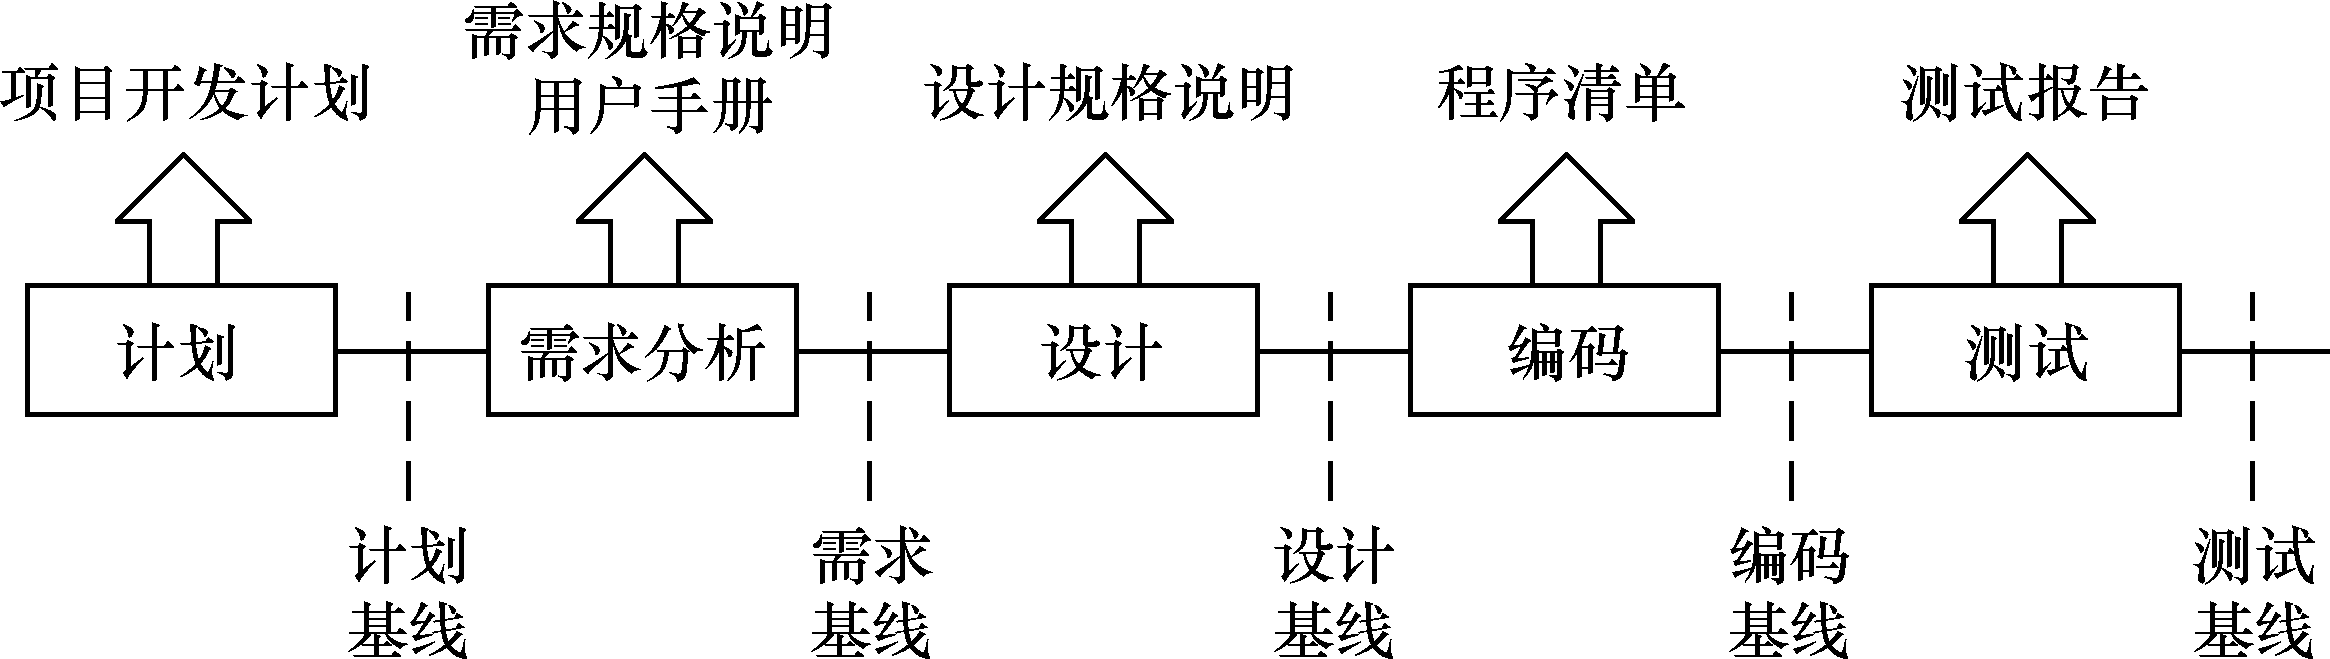 项目开发计划
需求规格说明
用户手册
设计规格说明
程序清单
测试报告
计划
需求分析
设计
编码
测试
计划
基线
需求
基线
设计
基线
编码
基线
测试
基线